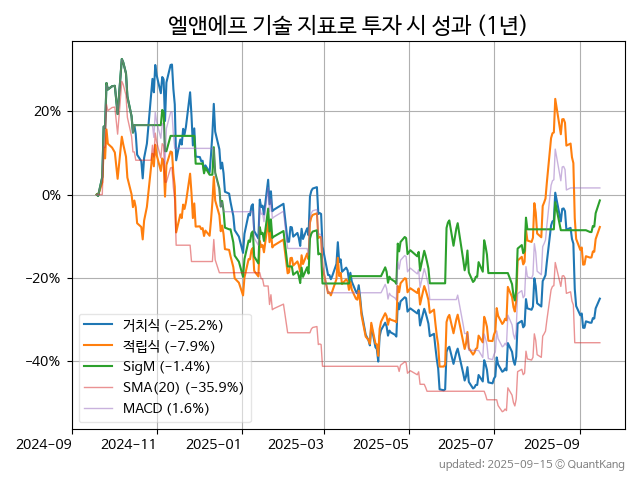 엘앤에프 기술 지표로 투자 시 성과 (1년)
20%
0%
−20%
−40%
거치식 (−25.2%)
적립식 (−7.9%)
SigM (−1.4%)
SMA(20) (−35.9%)
MACD (1.6%)
2024-09 2024-11 2025-01 2025-03 2025-05 2025-07 2025-09
updated: 2025-09-15 © QuantKang